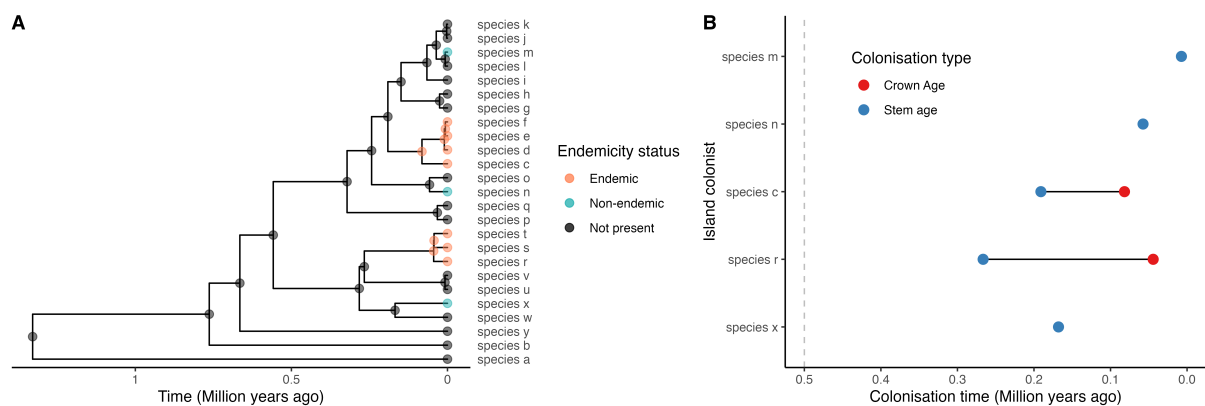 A
species k
species j
species m
species l
species i
species h
species g
species f
species e
species d
species c
species o
species n
species q
species p
species t
species s
species r
species v
species u
species x
species w
species y
species b
species a
1
0.5
0
Time (Million years ago)
Endemicity status
Endemic
Non-endemic
Not present
B
Island colonist
species m
species n
species c
species r
species x
Colonisation type
Crown Age
Stem age
0.5
0.4
0.3
0.2
0.1
0.0
Colonisation time (Million years ago)